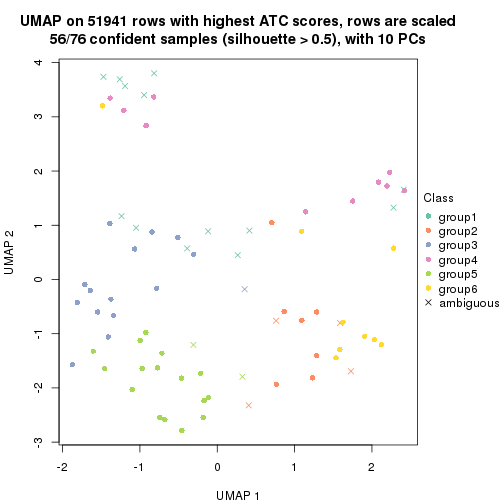 UMAP on 51941 rows with highest ATC scores, rows are scaled
56/76 confident samples (silhouette > 0.5), with 10 PCs
4
3
2
1
0
-1
-2
-3
-2
-1
0
1
2
UMAP 1
UMAP 2
Class
group1
group2
group3
group4
group5
group6
ambiguous